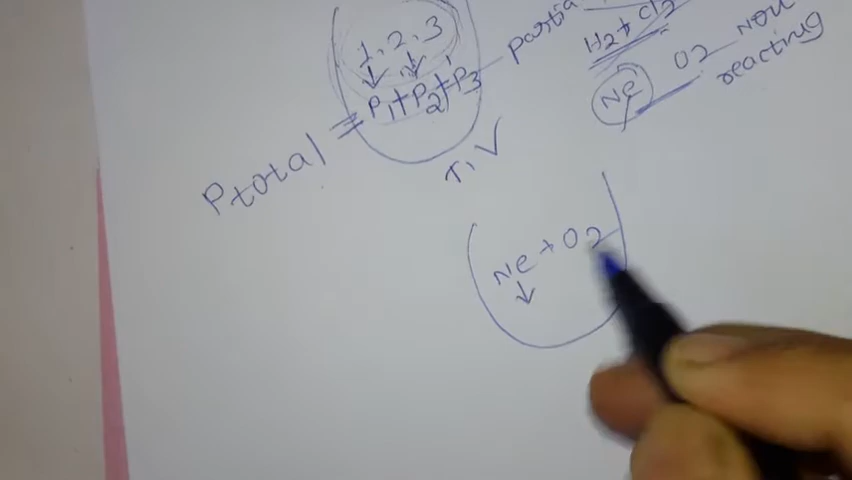 1, 2, 3
Ptotal = P1+P2+P3 — partia
H2 + Cl2
Ne O2 Non
reacting
T, V
Ne + O2